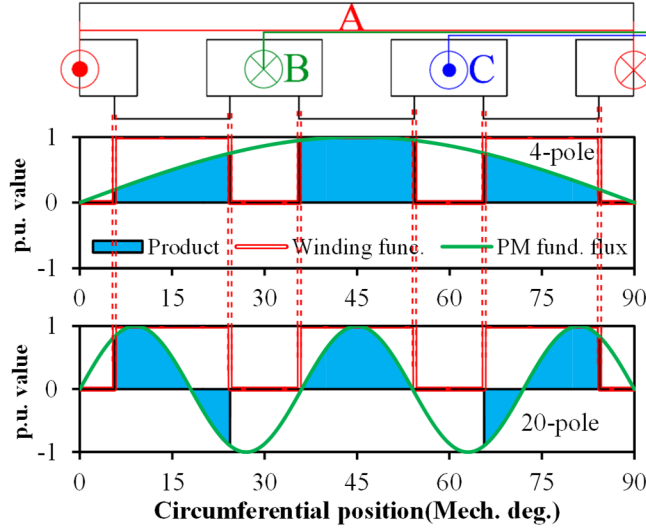 A
B
C
p.u. value
1
0
-1
4-pole
Product
Winding func.
PM fund. flux
0 15 30 45 60 75 90
p.u. value
1
0
-1
20-pole
0 15 30 45 60 75 90
Circumferential position(Mech. deg.)